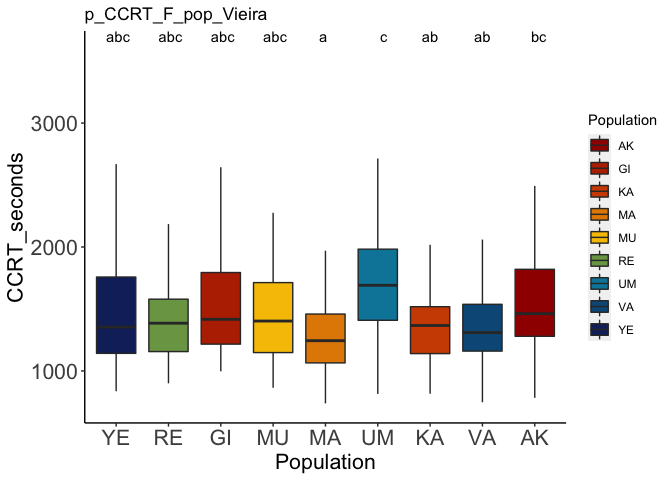 p_CCRT_F_pop_Vieira
abc abc abc abc a c ab ab bc
CCRT_seconds
3000
2000
1000
YE RE GI MU MA UM KA VA AK
Population
Population
AK
GI
KA
MA
MU
RE
UM
VA
YE